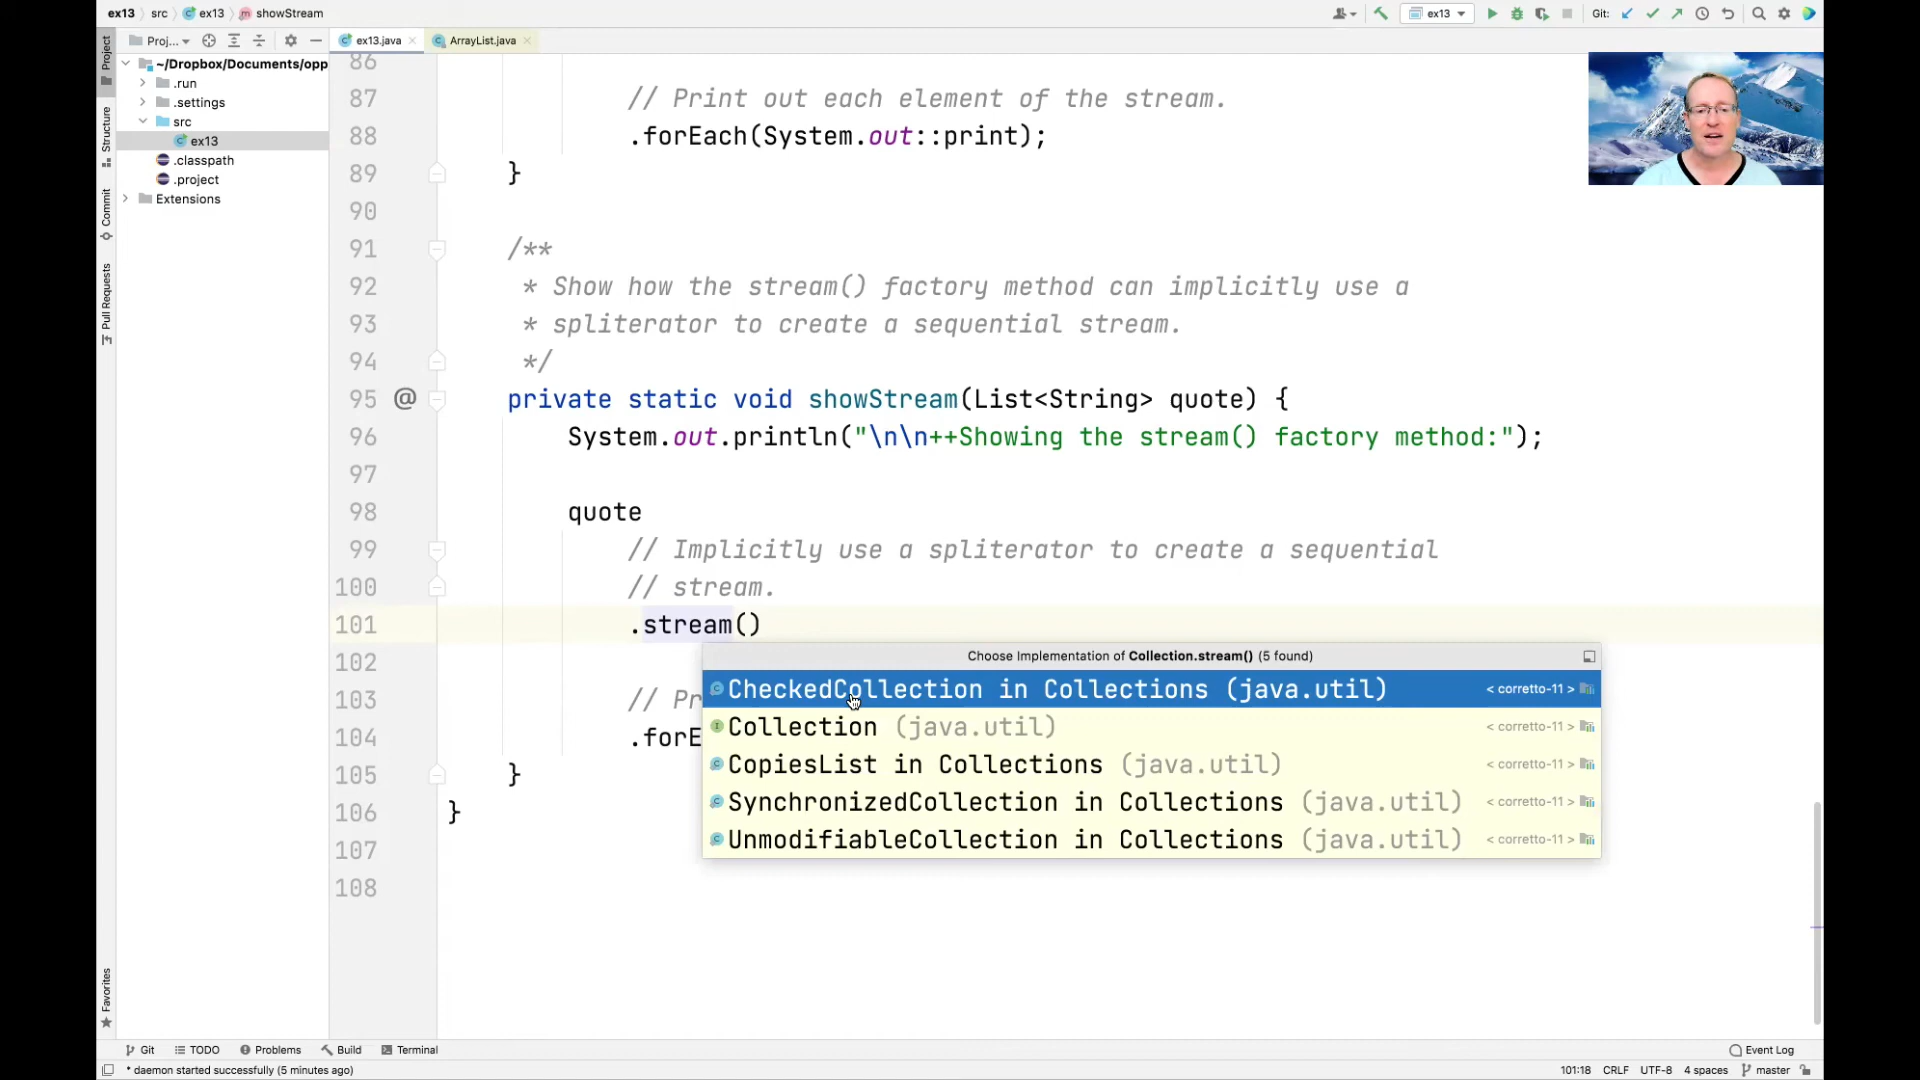 ex13 src ex13 showStream
ex13 Git:
Proj... ex13.java ArrayList.java
Project
Structure
Commit
Pull Requests
Favorites
~/Dropbox/Documents/opp
.run
.settings
src
ex13
.classpath
.project
Extensions
86
87 // Print out each element of the stream.
88 .forEach(System.out::print);
89 }
90
91 /**
92 * Show how the stream() factory method can implicitly use a
93 * spliterator to create a sequential stream.
94 */
95 @ private static void showStream(List<String> quote) {
96 System.out.println("\n\n++Showing the stream() factory method:");
97
98 quote
99 // Implicitly use a spliterator to create a sequential
100 // stream.
101 .stream()
102
103 // Pr
104 .forE
105 }
106 }
107
108
Choose Implementation of Collection.stream() (5 found)
CheckedCollection in Collections (java.util) < corretto-11 >
Collection (java.util) < corretto-11 >
CopiesList in Collections (java.util) < corretto-11 >
SynchronizedCollection in Collections (java.util) < corretto-11 >
UnmodifiableCollection in Collections (java.util) < corretto-11 >
Git TODO Problems Build Terminal Event Log
* daemon started successfully (5 minutes ago) 101:18 CRLF UTF-8 4 spaces master